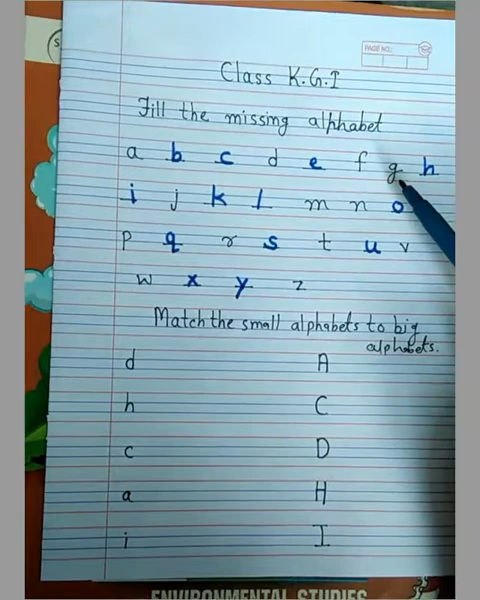 PAGE NO.:
Class K.G.I
Fill the missing alphabet
a b c d e f g h
i j k l m n o
p q r s t u v
w x y z
Match the small alphabets to big
alphabets.
d A
h C
c D
a H
i I
ENVIRONMENTAL STUDIES